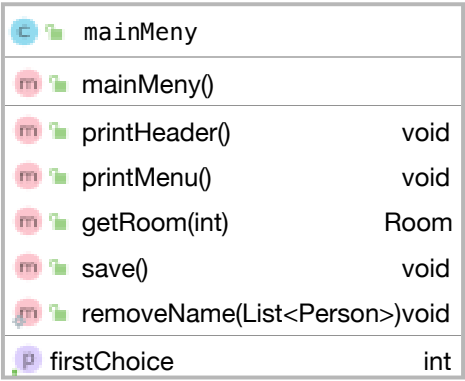 c mainMeny
m mainMeny()
m printHeader() void
m printMenu() void
m getRoom(int) Room
m save() void
m removeName(List<Person>)void
p firstChoice int